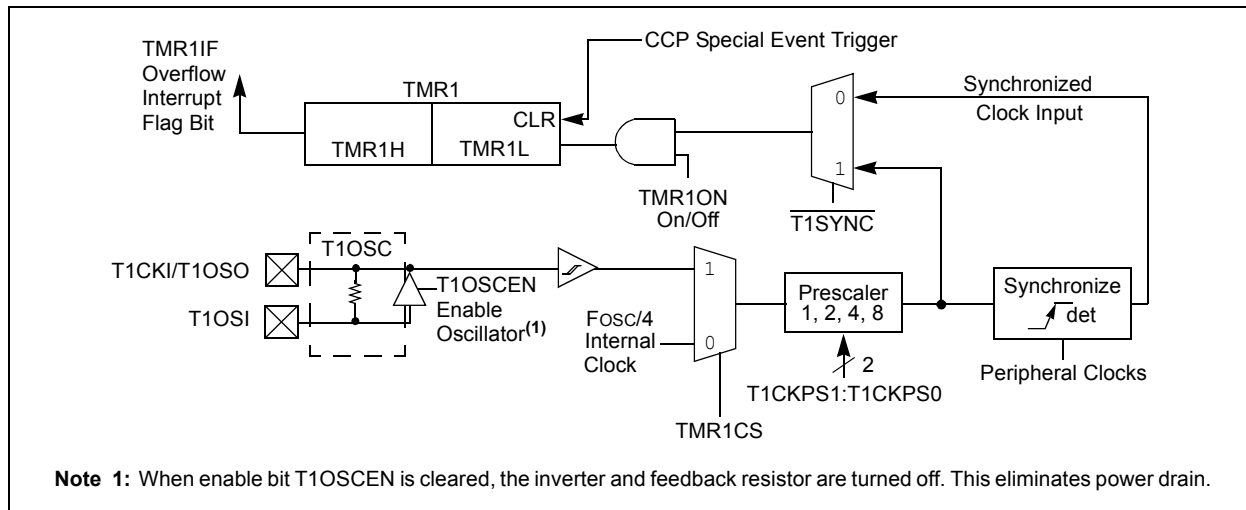 TMR1IF
Overflow
Interrupt
Flag Bit
CCP Special Event Trigger
TMR1
CLR
TMR1H
TMR1L
TMR1ON
On/Off
0
1
T1SYNC
Synchronized
Clock Input
T1OSC
T1CKI/T1OSO
T1OSI
T1OSCEN
Enable
Oscillator(1)
FOSC/4
Internal
Clock
1
0
TMR1CS
Prescaler
1, 2, 4, 8
2
T1CKPS1:T1CKPS0
Synchronize
det
Peripheral Clocks
Note 1: When enable bit T1OSCEN is cleared, the inverter and feedback resistor are turned off. This eliminates power drain.